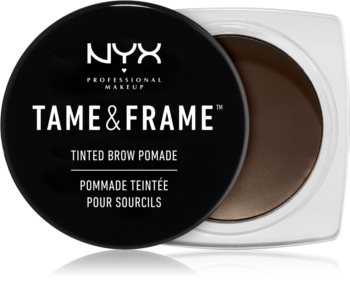 NYX
PROFESSIONAL
MAKEUP
TAME&FRAME™
TINTED BROW POMADE
POMMADE TEINTÉE
POUR SOURCILS